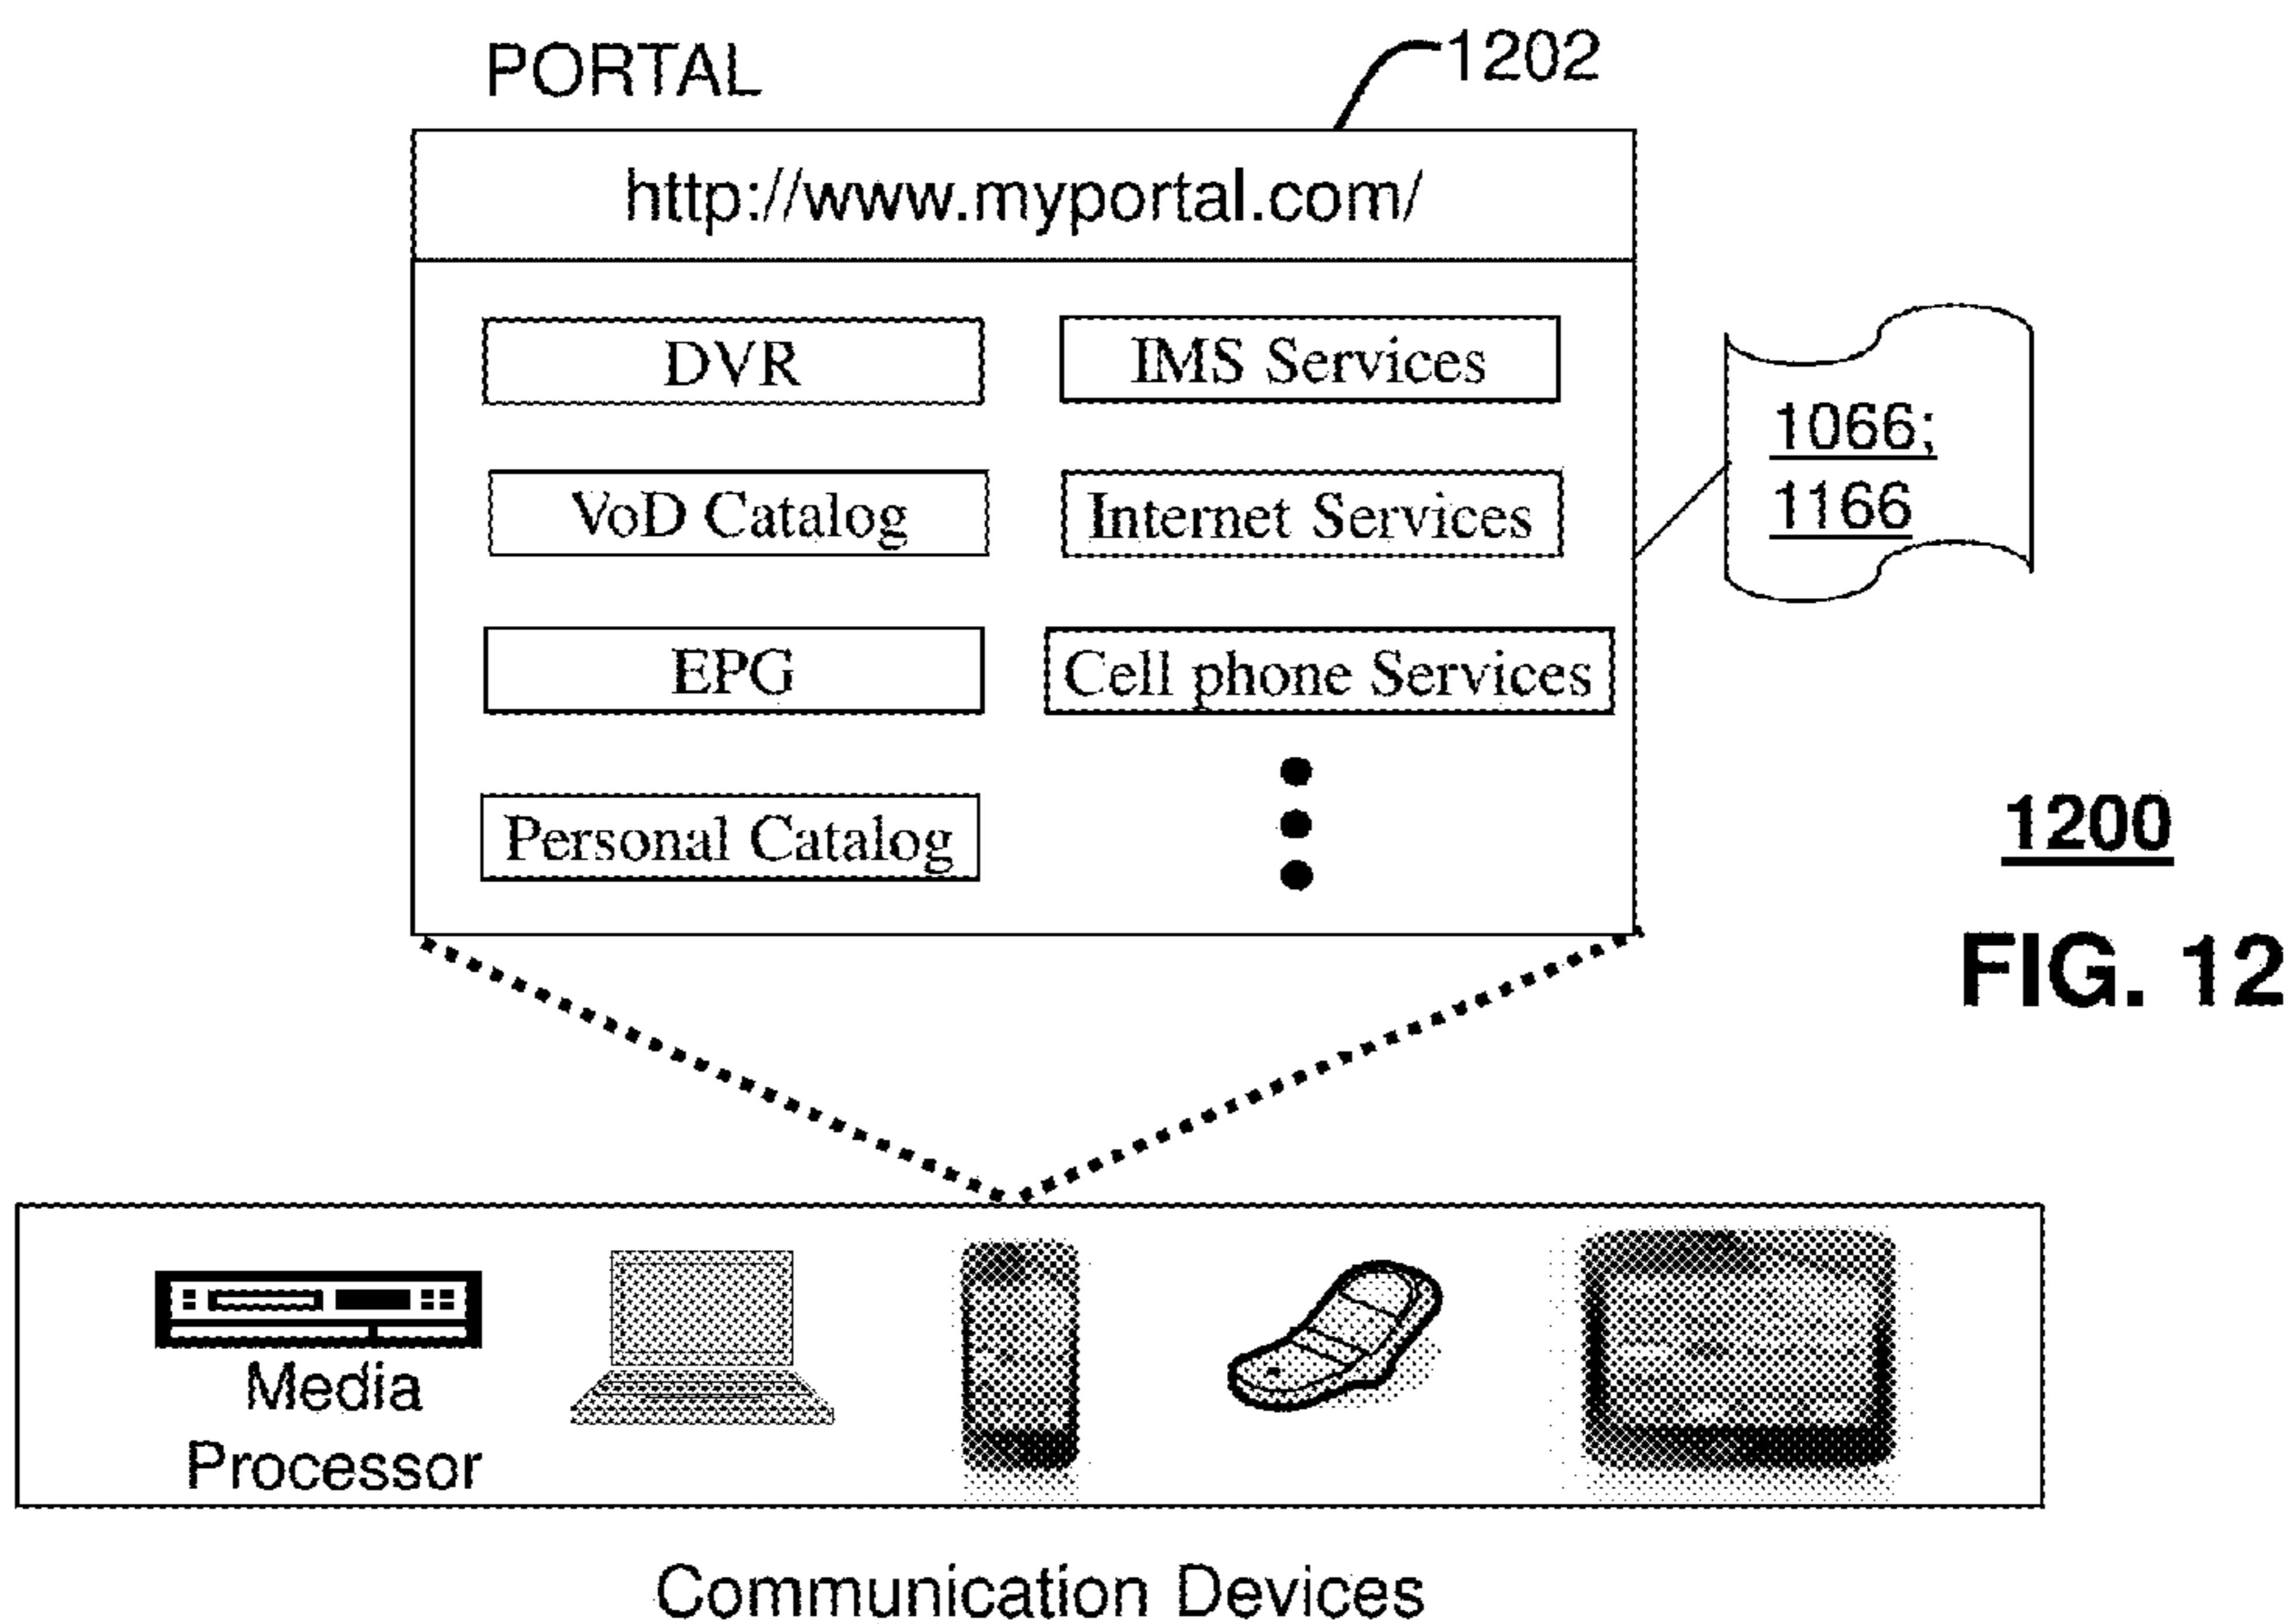 PORTAL
1202
http://www.myportal.com/
DVR
IMS Services
VoD Catalog
Internet Services
EPG
Cell phone Services
Personal Catalog
1066;
1166
1200
FIG. 12
Media
Processor
Communication Devices